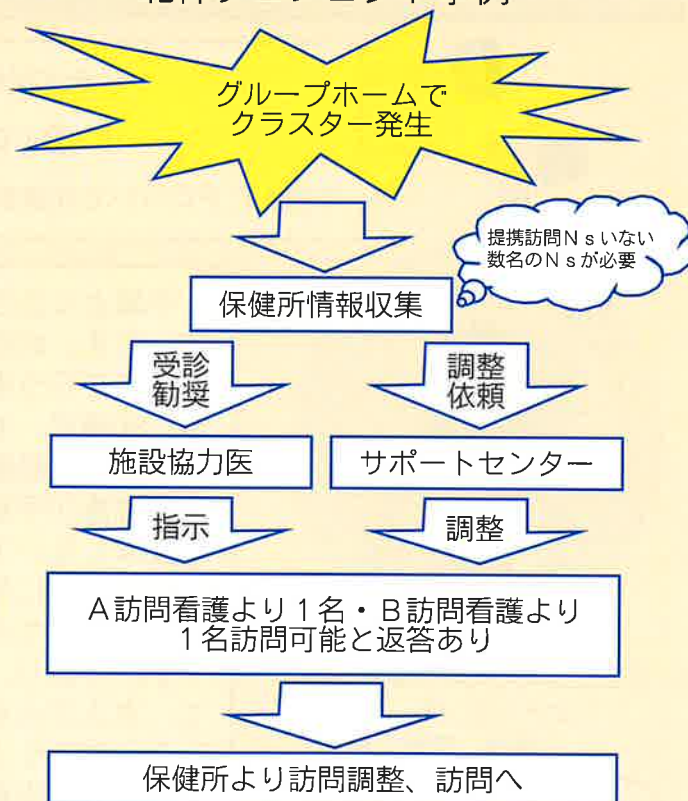 グループホームで
クラスター発生
提携訪問Ｎｓいない
数名のＮｓが必要
保健所情報収集
受診
勧奨
調整
依頼
施設協力医
サポートセンター
指示
調整
Ａ訪問看護より１名・Ｂ訪問看護より
１名訪問可能と返答あり
保健所より訪問調整、訪問へ